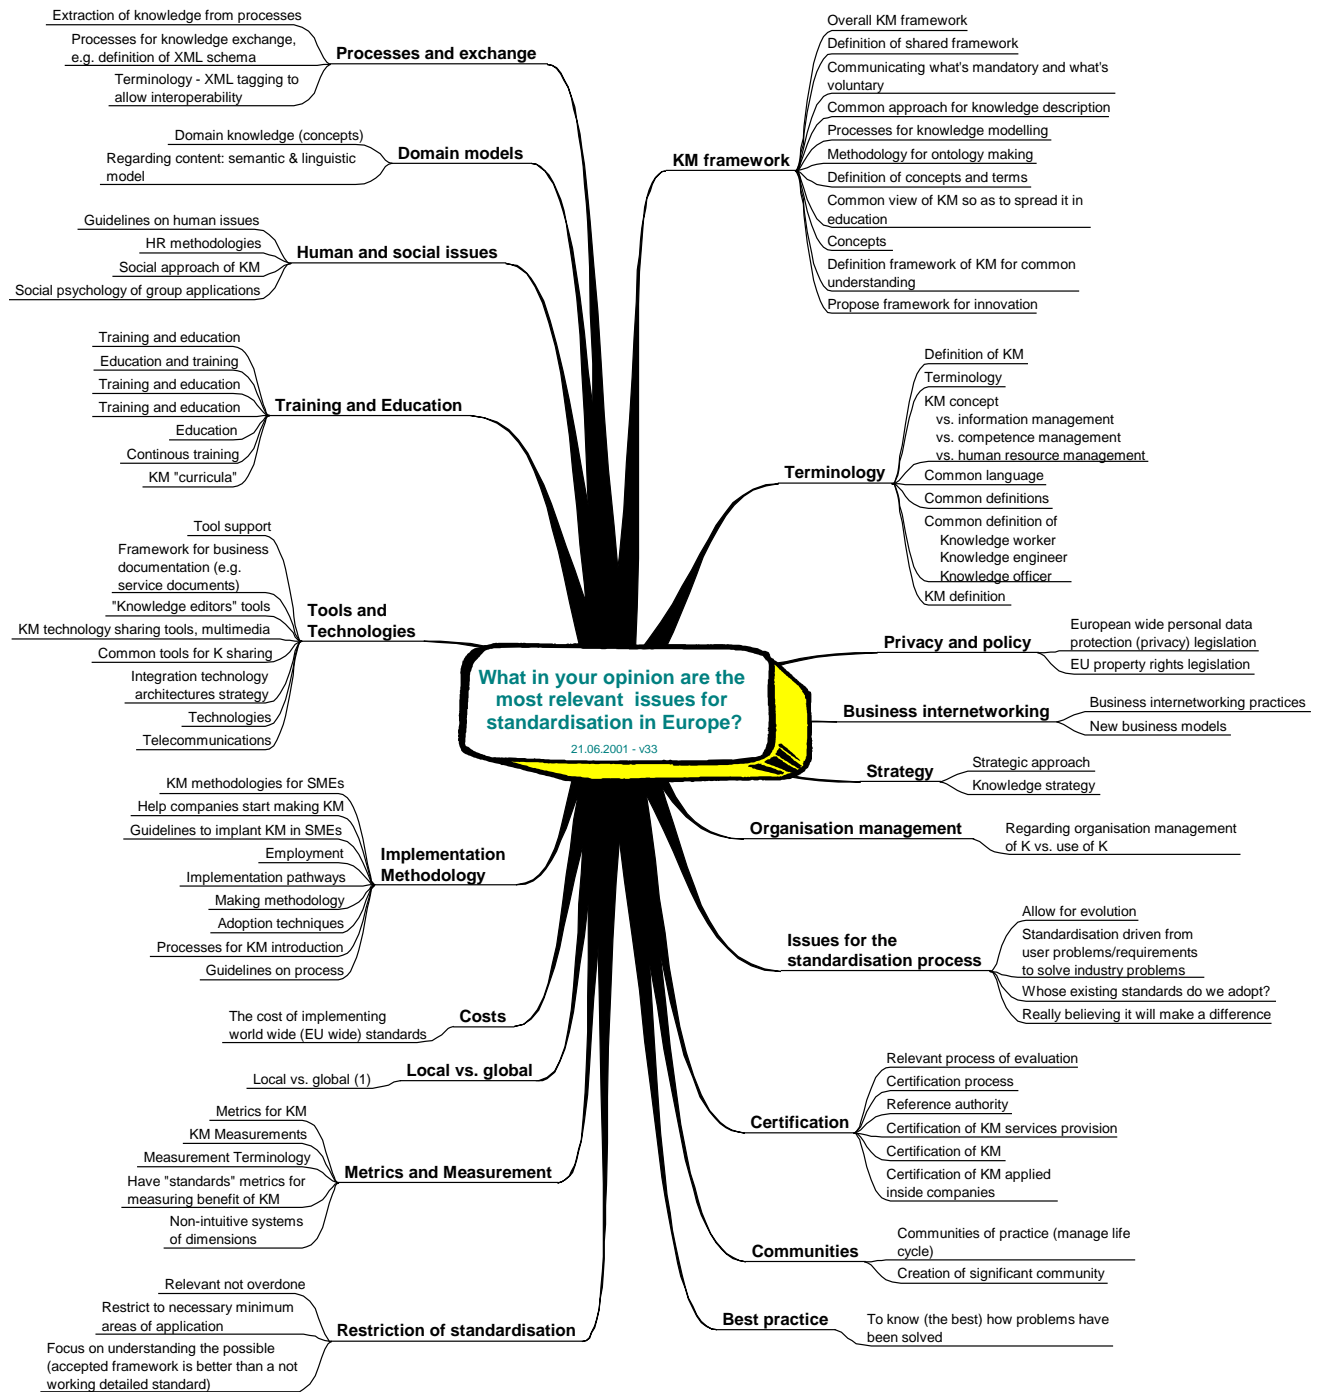 What in your opinion are the
most relevant  issues for
standardisation in Europe?
21.06.2001 - v33
KM framework
Overall KM framework
Definition of shared framework
Communicating what's mandatory and what's
voluntary
Common approach for knowledge description
Processes for knowledge modelling
Methodology for ontology making
Definition of concepts and terms
Common view of KM so as to spread it in
education
Concepts
Definition framework of KM for common
understanding
Propose framework for innovation
Terminology
Definition of KM
Terminology
KM concept
vs. information management
vs. competence management
vs. human resource management
Common language
Common definitions
Common definition of
Knowledge worker
Knowledge engineer
Knowledge officer
KM definition
Privacy and policy
European wide personal data
protection (privacy) legislation
EU property rights legislation
Business internetworking
Business internetworking practices
New business models
Strategy
Strategic approach
Knowledge strategy
Organisation management
Regarding organisation management
of K vs. use of K
Issues for the
standardisation process
Allow for evolution
Standardisation driven from
user problems/requirements
to solve industry problems
Whose existing standards do we adopt?
Really believing it will make a difference
Certification
Relevant process of evaluation
Certification process
Reference authority
Certification of KM services provision
Certification of KM
Certification of KM applied
inside companies
Communities
Communities of practice (manage life
cycle)
Creation of significant community
Best practice
To know (the best) how problems have
been solved
Processes and exchange
Extraction of knowledge from processes
Processes for knowledge exchange,
e.g. definition of XML schema
Terminology - XML tagging to
allow interoperability
Domain models
Domain knowledge (concepts)
Regarding content: semantic & linguistic
model
Human and social issues
Guidelines on human issues
HR methodologies
Social approach of KM
Social psychology of group applications
Training and Education
Training and education
Education and training
Training and education
Training and education
Education
Continous training
KM "curricula"
Tools and
Technologies
Tool support
Framework for business
documentation (e.g.
service documents)
"Knowledge editors" tools
KM technology sharing tools, multimedia
Common tools for K sharing
Integration technology
architectures strategy
Technologies
Telecommunications
Implementation
Methodology
KM methodologies for SMEs
Help companies start making KM
Guidelines to implant KM in SMEs
Employment
Implementation pathways
Making methodology
Adoption techniques
Processes for KM introduction
Guidelines on process
Costs
The cost of implementing
world wide (EU wide) standards
Local vs. global
Local vs. global (1)
Metrics and Measurement
Metrics for KM
KM Measurements
Measurement Terminology
Have "standards" metrics for
measuring benefit of KM
Non-intuitive systems
of dimensions
Restriction of standardisation
Relevant not overdone
Restrict to necessary minimum
areas of application
Focus on understanding the possible
(accepted framework is better than a not
working detailed standard)